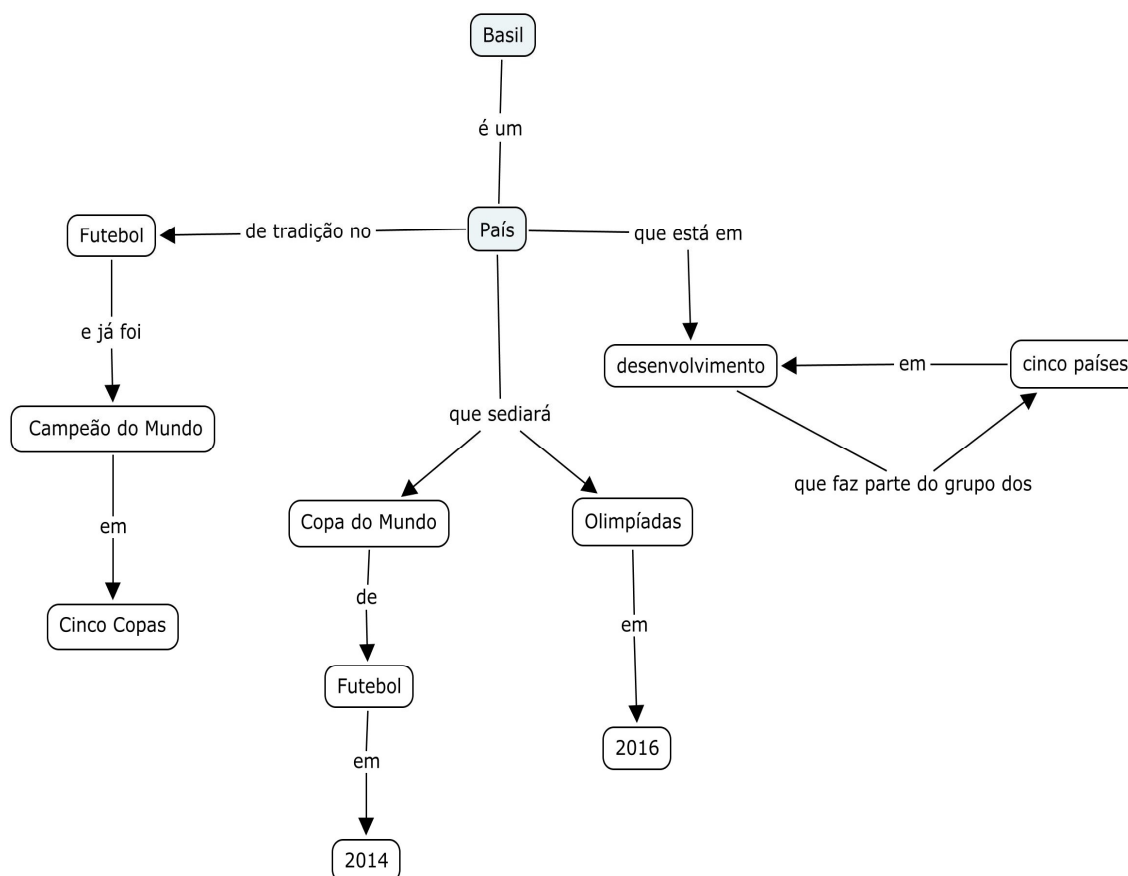 Basil
é um
País
de tradição no
Futebol
que está em
e já foi
desenvolvimento
em
cinco países
que sediará
Campeão do Mundo
que faz parte do grupo dos
Copa do Mundo
Olimpíadas
em
de
em
Cinco Copas
Futebol
2016
em
2014